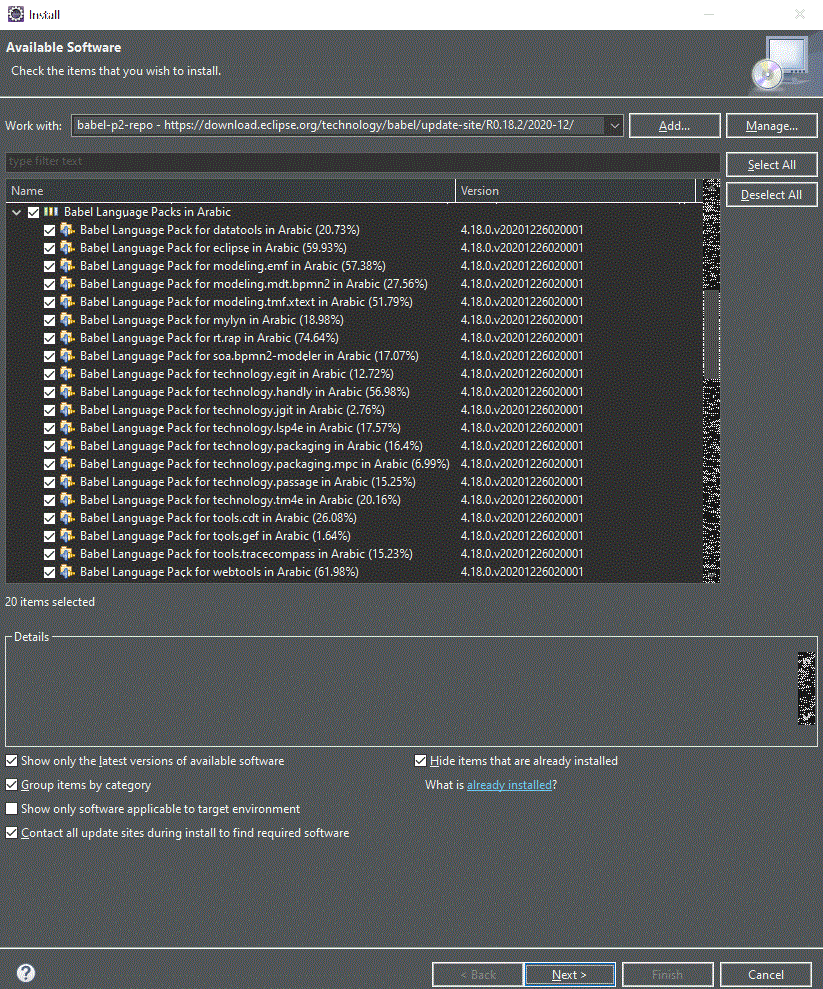 Install
Available Software
Check the items that you wish to install.
Work with: babel-p2-repo - https://download.eclipse.org/technology/babel/update-site/R0.18.2/2020-12/ Add... Manage...
type filter text Select All
Name Version Deselect All
Babel Language Packs in Arabic
Babel Language Pack for datatools in Arabic (20.73%) 4.18.0.v20201226020001
Babel Language Pack for eclipse in Arabic (59.93%) 4.18.0.v20201226020001
Babel Language Pack for modeling.emf in Arabic (57.38%) 4.18.0.v20201226020001
Babel Language Pack for modeling.mdt.bpmn2 in Arabic (27.56%) 4.18.0.v20201226020001
Babel Language Pack for modeling.tmf.xtext in Arabic (51.79%) 4.18.0.v20201226020001
Babel Language Pack for mylyn in Arabic (18.98%) 4.18.0.v20201226020001
Babel Language Pack for rt.rap in Arabic (74.64%) 4.18.0.v20201226020001
Babel Language Pack for soa.bpmn2-modeler in Arabic (17.07%) 4.18.0.v20201226020001
Babel Language Pack for technology.egit in Arabic (12.72%) 4.18.0.v20201226020001
Babel Language Pack for technology.handly in Arabic (56.98%) 4.18.0.v20201226020001
Babel Language Pack for technology.jgit in Arabic (2.76%) 4.18.0.v20201226020001
Babel Language Pack for technology.lsp4e in Arabic (17.57%) 4.18.0.v20201226020001
Babel Language Pack for technology.packaging in Arabic (16.4%) 4.18.0.v20201226020001
Babel Language Pack for technology.packaging.mpc in Arabic (6.99%) 4.18.0.v20201226020001
Babel Language Pack for technology.passage in Arabic (15.25%) 4.18.0.v20201226020001
Babel Language Pack for technology.tm4e in Arabic (20.16%) 4.18.0.v20201226020001
Babel Language Pack for tools.cdt in Arabic (26.08%) 4.18.0.v20201226020001
Babel Language Pack for tools.gef in Arabic (1.64%) 4.18.0.v20201226020001
Babel Language Pack for tools.tracecompass in Arabic (15.23%) 4.18.0.v20201226020001
Babel Language Pack for webtools in Arabic (61.98%) 4.18.0.v20201226020001
20 items selected
Details
Show only the latest versions of available software Hide items that are already installed
Group items by category What is already installed?
Show only software applicable to target environment
Contact all update sites during install to find required software
? < Back Next > Finish Cancel